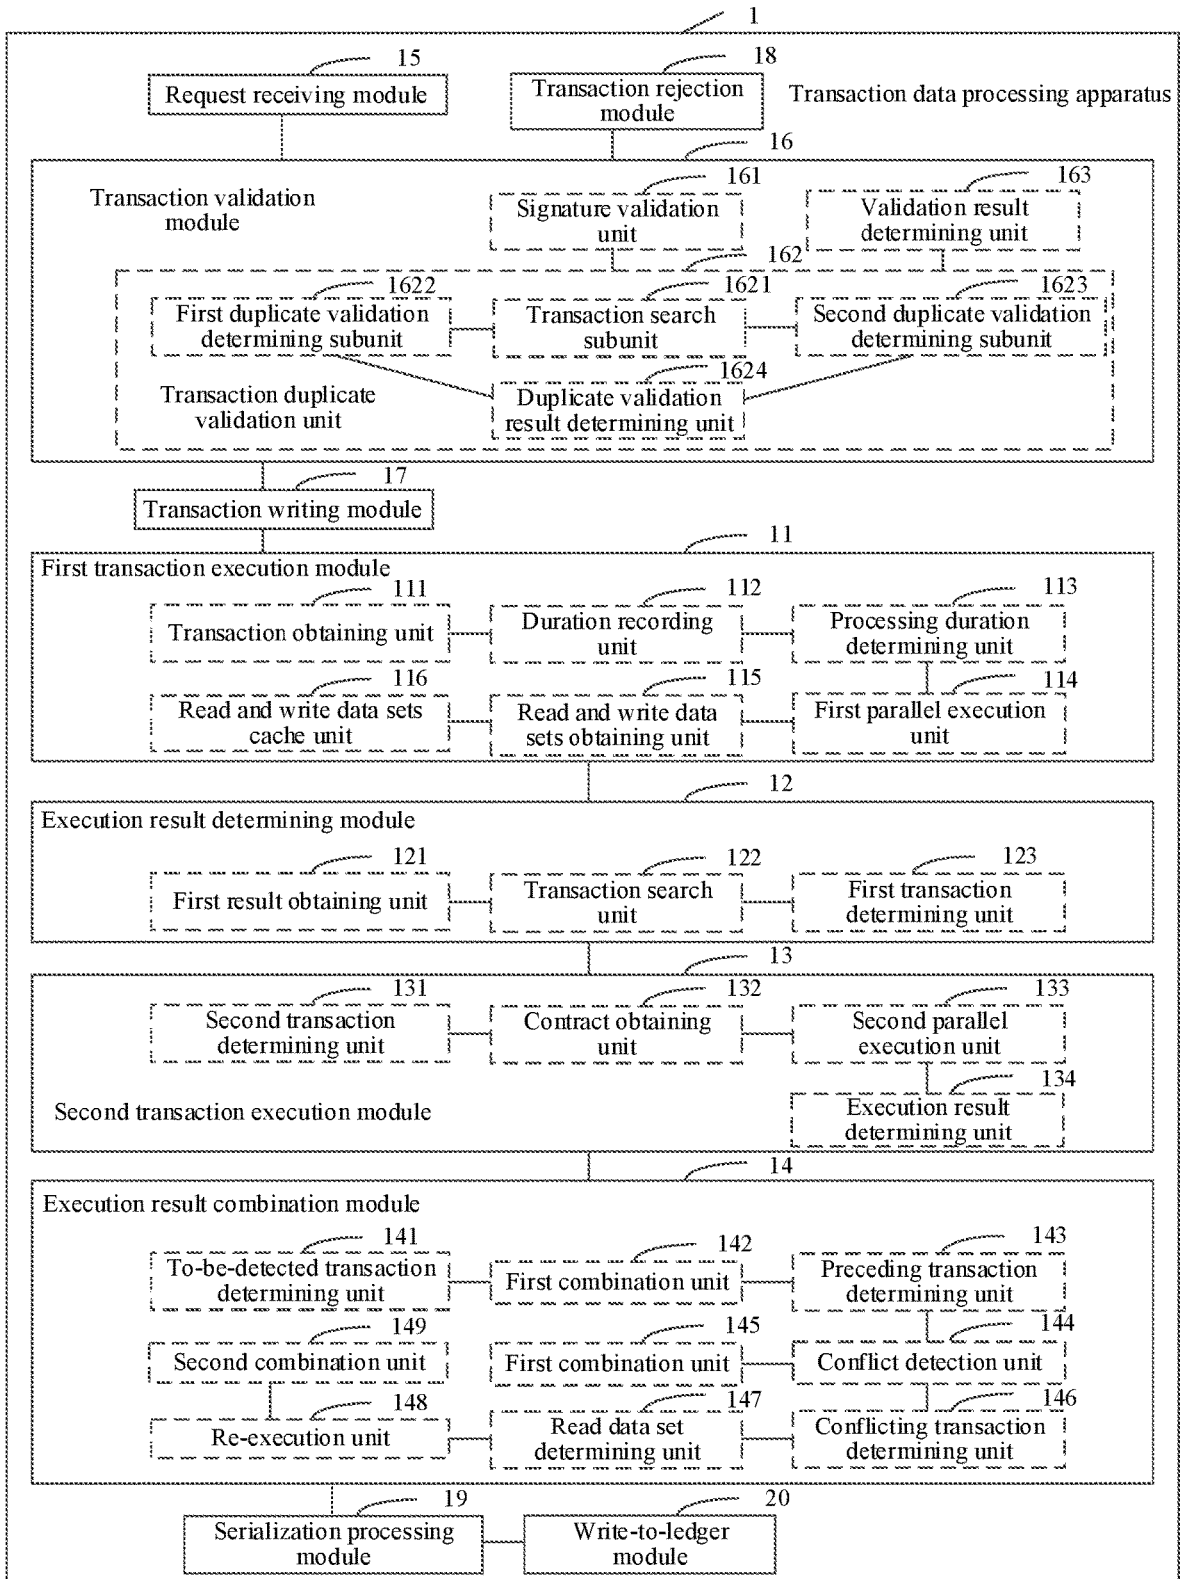 1
15
Request receiving module
18
Transaction rejection
module
Transaction data processing apparatus
16
Transaction validation
module
161
Signature validation
unit
163
Validation result
determining unit
162
1622
First duplicate validation
determining subunit
1621
Transaction search
subunit
1623
Second duplicate validation
determining subunit
Transaction duplicate
validation unit
1624
Duplicate validation
result determining unit
17
Transaction writing module
11
First transaction execution module
111
Transaction obtaining unit
112
Duration recording
unit
113
Processing duration
determining unit
116
Read and write data sets
cache unit
115
Read and write data
sets obtaining unit
114
First parallel execution
unit
12
Execution result determining module
121
First result obtaining unit
122
Transaction search
unit
123
First transaction
determining unit
13
131
Second transaction
determining unit
132
Contract obtaining
unit
133
Second parallel
execution unit
134
Execution result
determining unit
Second transaction execution module
14
Execution result combination module
141
To-be-detected transaction
determining unit
142
First combination unit
143
Preceding transaction
determining unit
149
Second combination unit
145
First combination unit
144
Conflict detection unit
148
Re-execution unit
147
Read data set
determining unit
146
Conflicting transaction
determining unit
19
Serialization processing
module
20
Write-to-ledger
module